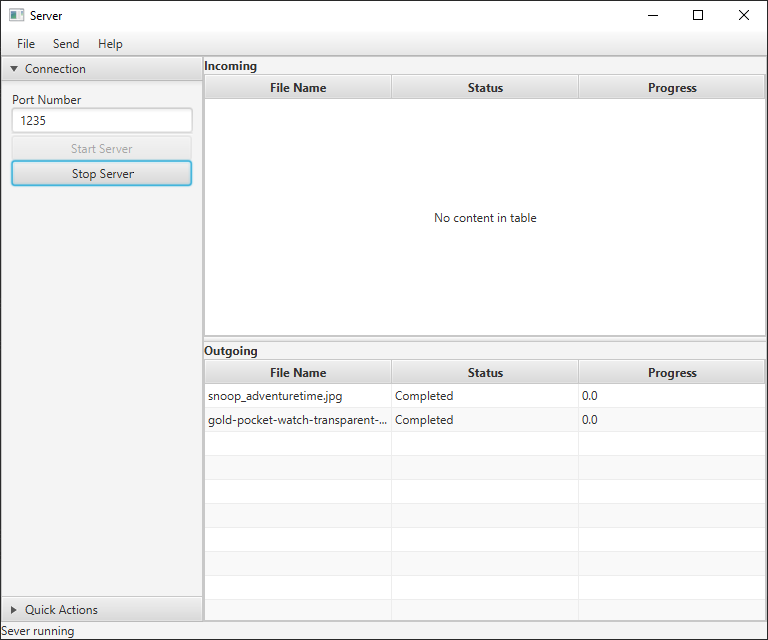 Server
File Send Help
Connection
Port Number
1235
Start Server
Stop Server
Quick Actions
Incoming
File Name Status Progress
No content in table
Outgoing
File Name Status Progress
snoop_adventuretime.jpg Completed 0.0
gold-pocket-watch-transparent-... Completed 0.0
Sever running